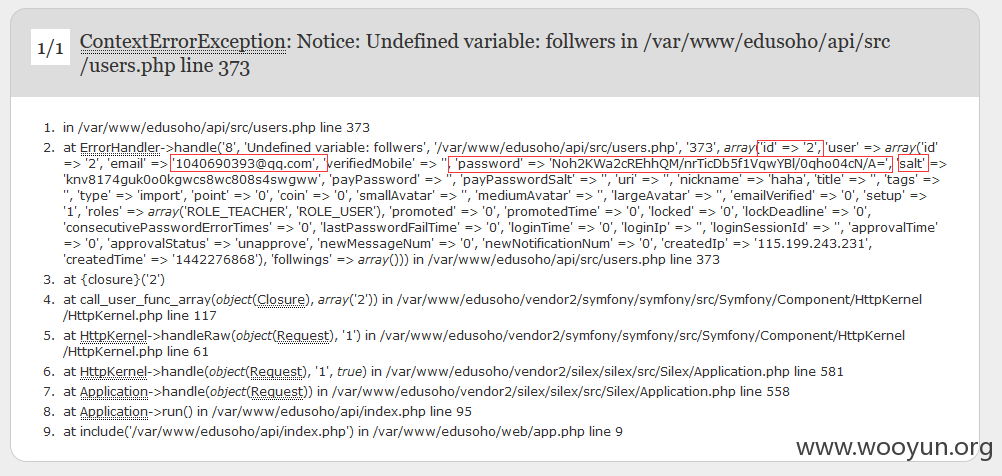 1/1 ContextErrorException: Notice: Undefined variable: follwers in /var/www/edusoho/api/src
/users.php line 373
1. in /var/www/edusoho/api/src/users.php line 373
2. at ErrorHandler->handle('8', 'Undefined variable: follwers', '/var/www/edusoho/api/src/users.php', '373', array('id' => '2', 'user' => array('id'
=> '2', 'email' => '1040690393@qq.com', 'verifiedMobile' => '', 'password' => 'Noh2KWa2cREhhQM/nrTicDb5f1VqwYBl/0qho04cN/A=', 'salt' =>
'knv8174guk0o0kgwcs8wc808s4swgww', 'payPassword' => '', 'payPasswordSalt' => '', 'uri' => '', 'nickname' => 'haha', 'title' => '', 'tags' =>
'', 'type' => 'import', 'point' => '0', 'coin' => '0', 'smallAvatar' => '', 'mediumAvatar' => '', 'largeAvatar' => '', 'emailVerified' => '0', 'setup' =>
'1', 'roles' => array('ROLE_TEACHER', 'ROLE_USER'), 'promoted' => '0', 'promotedTime' => '0', 'locked' => '0', 'lockDeadline' => '0',
'consecutivePasswordErrorTimes' => '0', 'lastPasswordFailTime' => '0', 'loginTime' => '0', 'loginIp' => '', 'loginSessionId' => '', 'approvalTime'
=> '0', 'approvalStatus' => 'unapprove', 'newMessageNum' => '0', 'newNotificationNum' => '0', 'createdIp' => '115.199.243.231',
'createdTime' => '1442276868'), 'follwings' => array())) in /var/www/edusoho/api/src/users.php line 373
3. at {closure}('2')
4. at call_user_func_array(object(Closure), array('2')) in /var/www/edusoho/vendor2/symfony/symfony/src/Symfony/Component/HttpKernel
/HttpKernel.php line 117
5. at HttpKernel->handleRaw(object(Request), '1') in /var/www/edusoho/vendor2/symfony/symfony/src/Symfony/Component/HttpKernel
/HttpKernel.php line 61
6. at HttpKernel->handle(object(Request), '1', true) in /var/www/edusoho/vendor2/silex/silex/src/Silex/Application.php line 581
7. at Application->handle(object(Request)) in /var/www/edusoho/vendor2/silex/silex/src/Silex/Application.php line 558
8. at Application->run() in /var/www/edusoho/api/index.php line 95
9. at include('/var/www/edusoho/api/index.php') in /var/www/edusoho/web/app.php line 9
www.wooyun.org